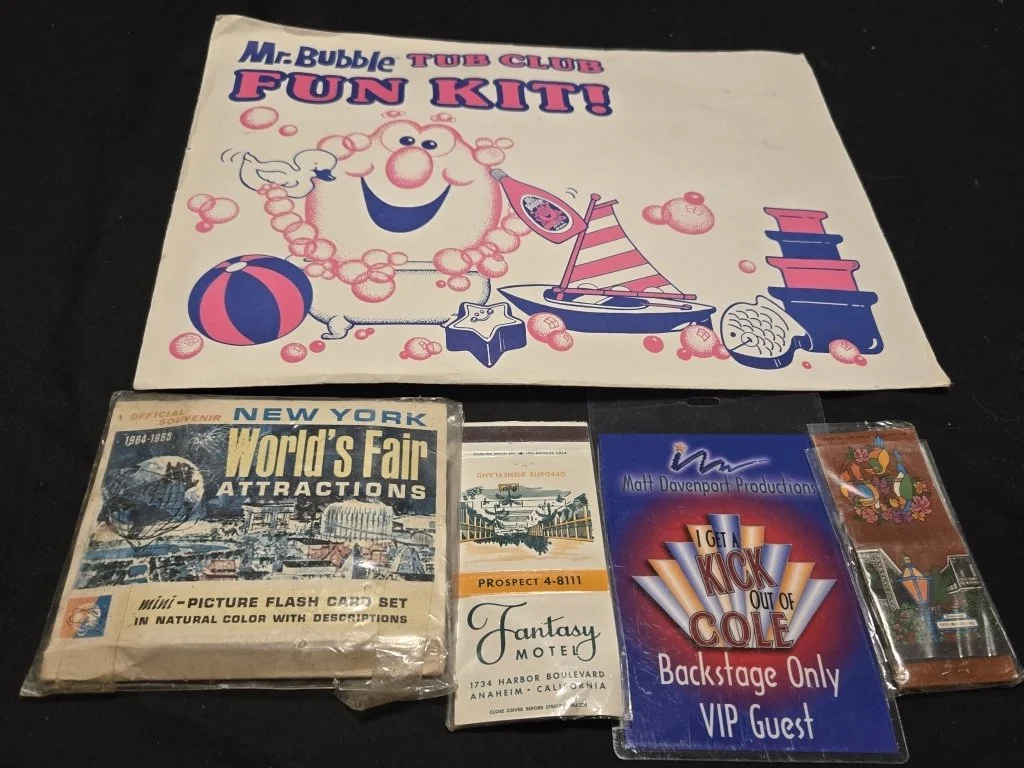 Mr. Bubble TUB CLUB
FUN KIT!
OFFICIAL SOUVENIR
1964-1965
NEW YORK
World's Fair
ATTRACTIONS
mini-PICTURE FLASH CARD SET
IN NATURAL COLOR WITH DESCRIPTIONS
OPPOSITE DISNEYLAND
PROSPECT 4-8111
Fantasy
MOTEL
1734 HARBOR BOULEVARD
ANAHEIM • CALIFORNIA
CLOSE COVER BEFORE STRIKING MATCH
Matt Davenport Productions
I GET A
KICK
OUT OF
COLE
Backstage Only
VIP Guest